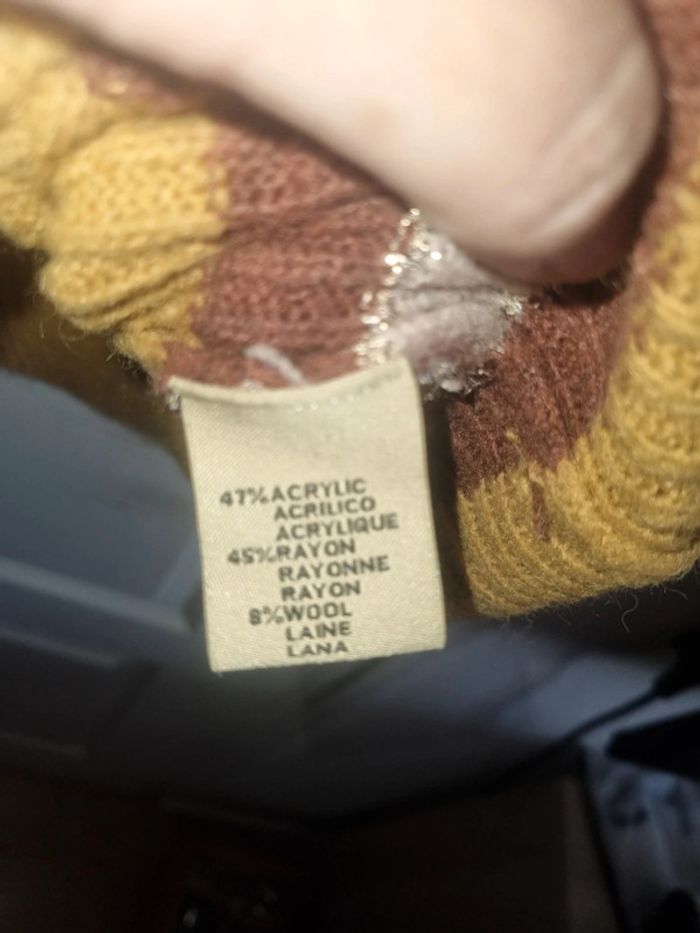 47% ACRYLIC
ACRILICO
ACRYLIQUE
45% RAYON
RAYONNE
RAYON
8% WOOL
LAINE
LANA